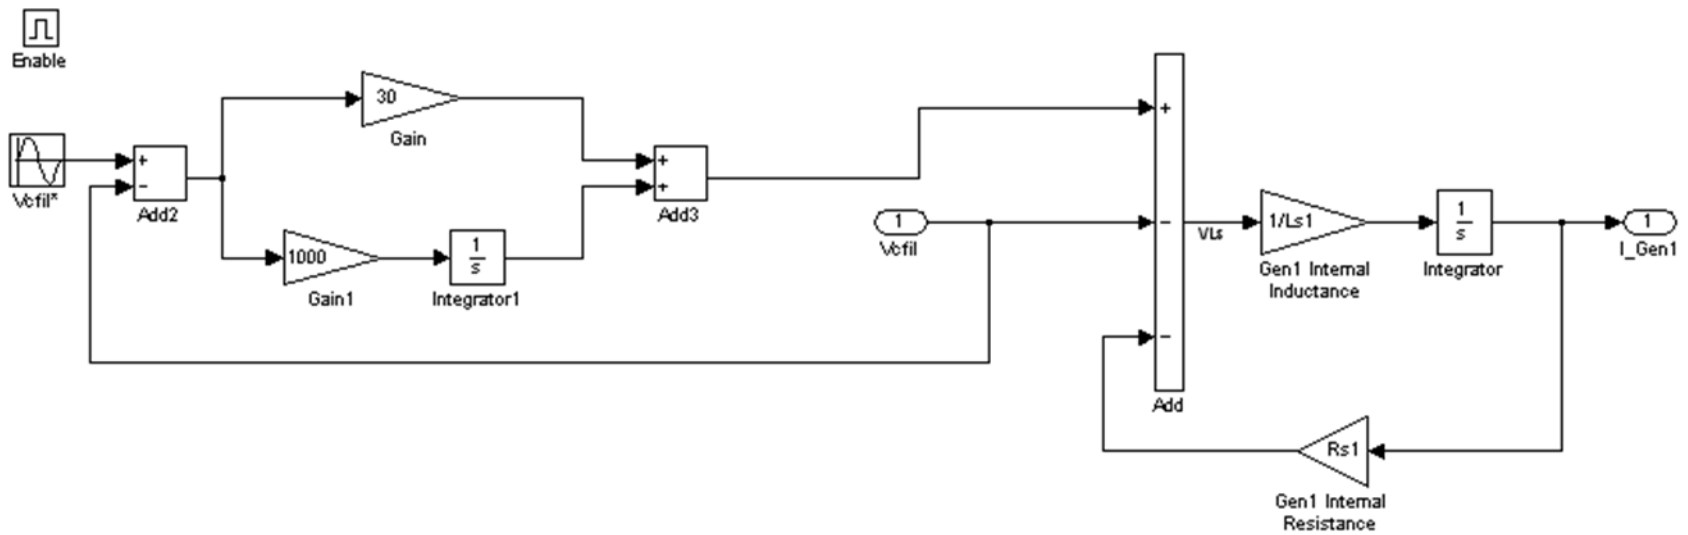 Enable
30
Gain
+
-
Vcfil*
Add2
+
+
Add3
1000
Gain1
1
s
Integrator1
1
Vcfil
+
-
-
Add
VLs
1/Ls1
Gen1 Internal
Inductance
1
s
Integrator
1
I_Gen1
Rs1
Gen1 Internal
Resistance